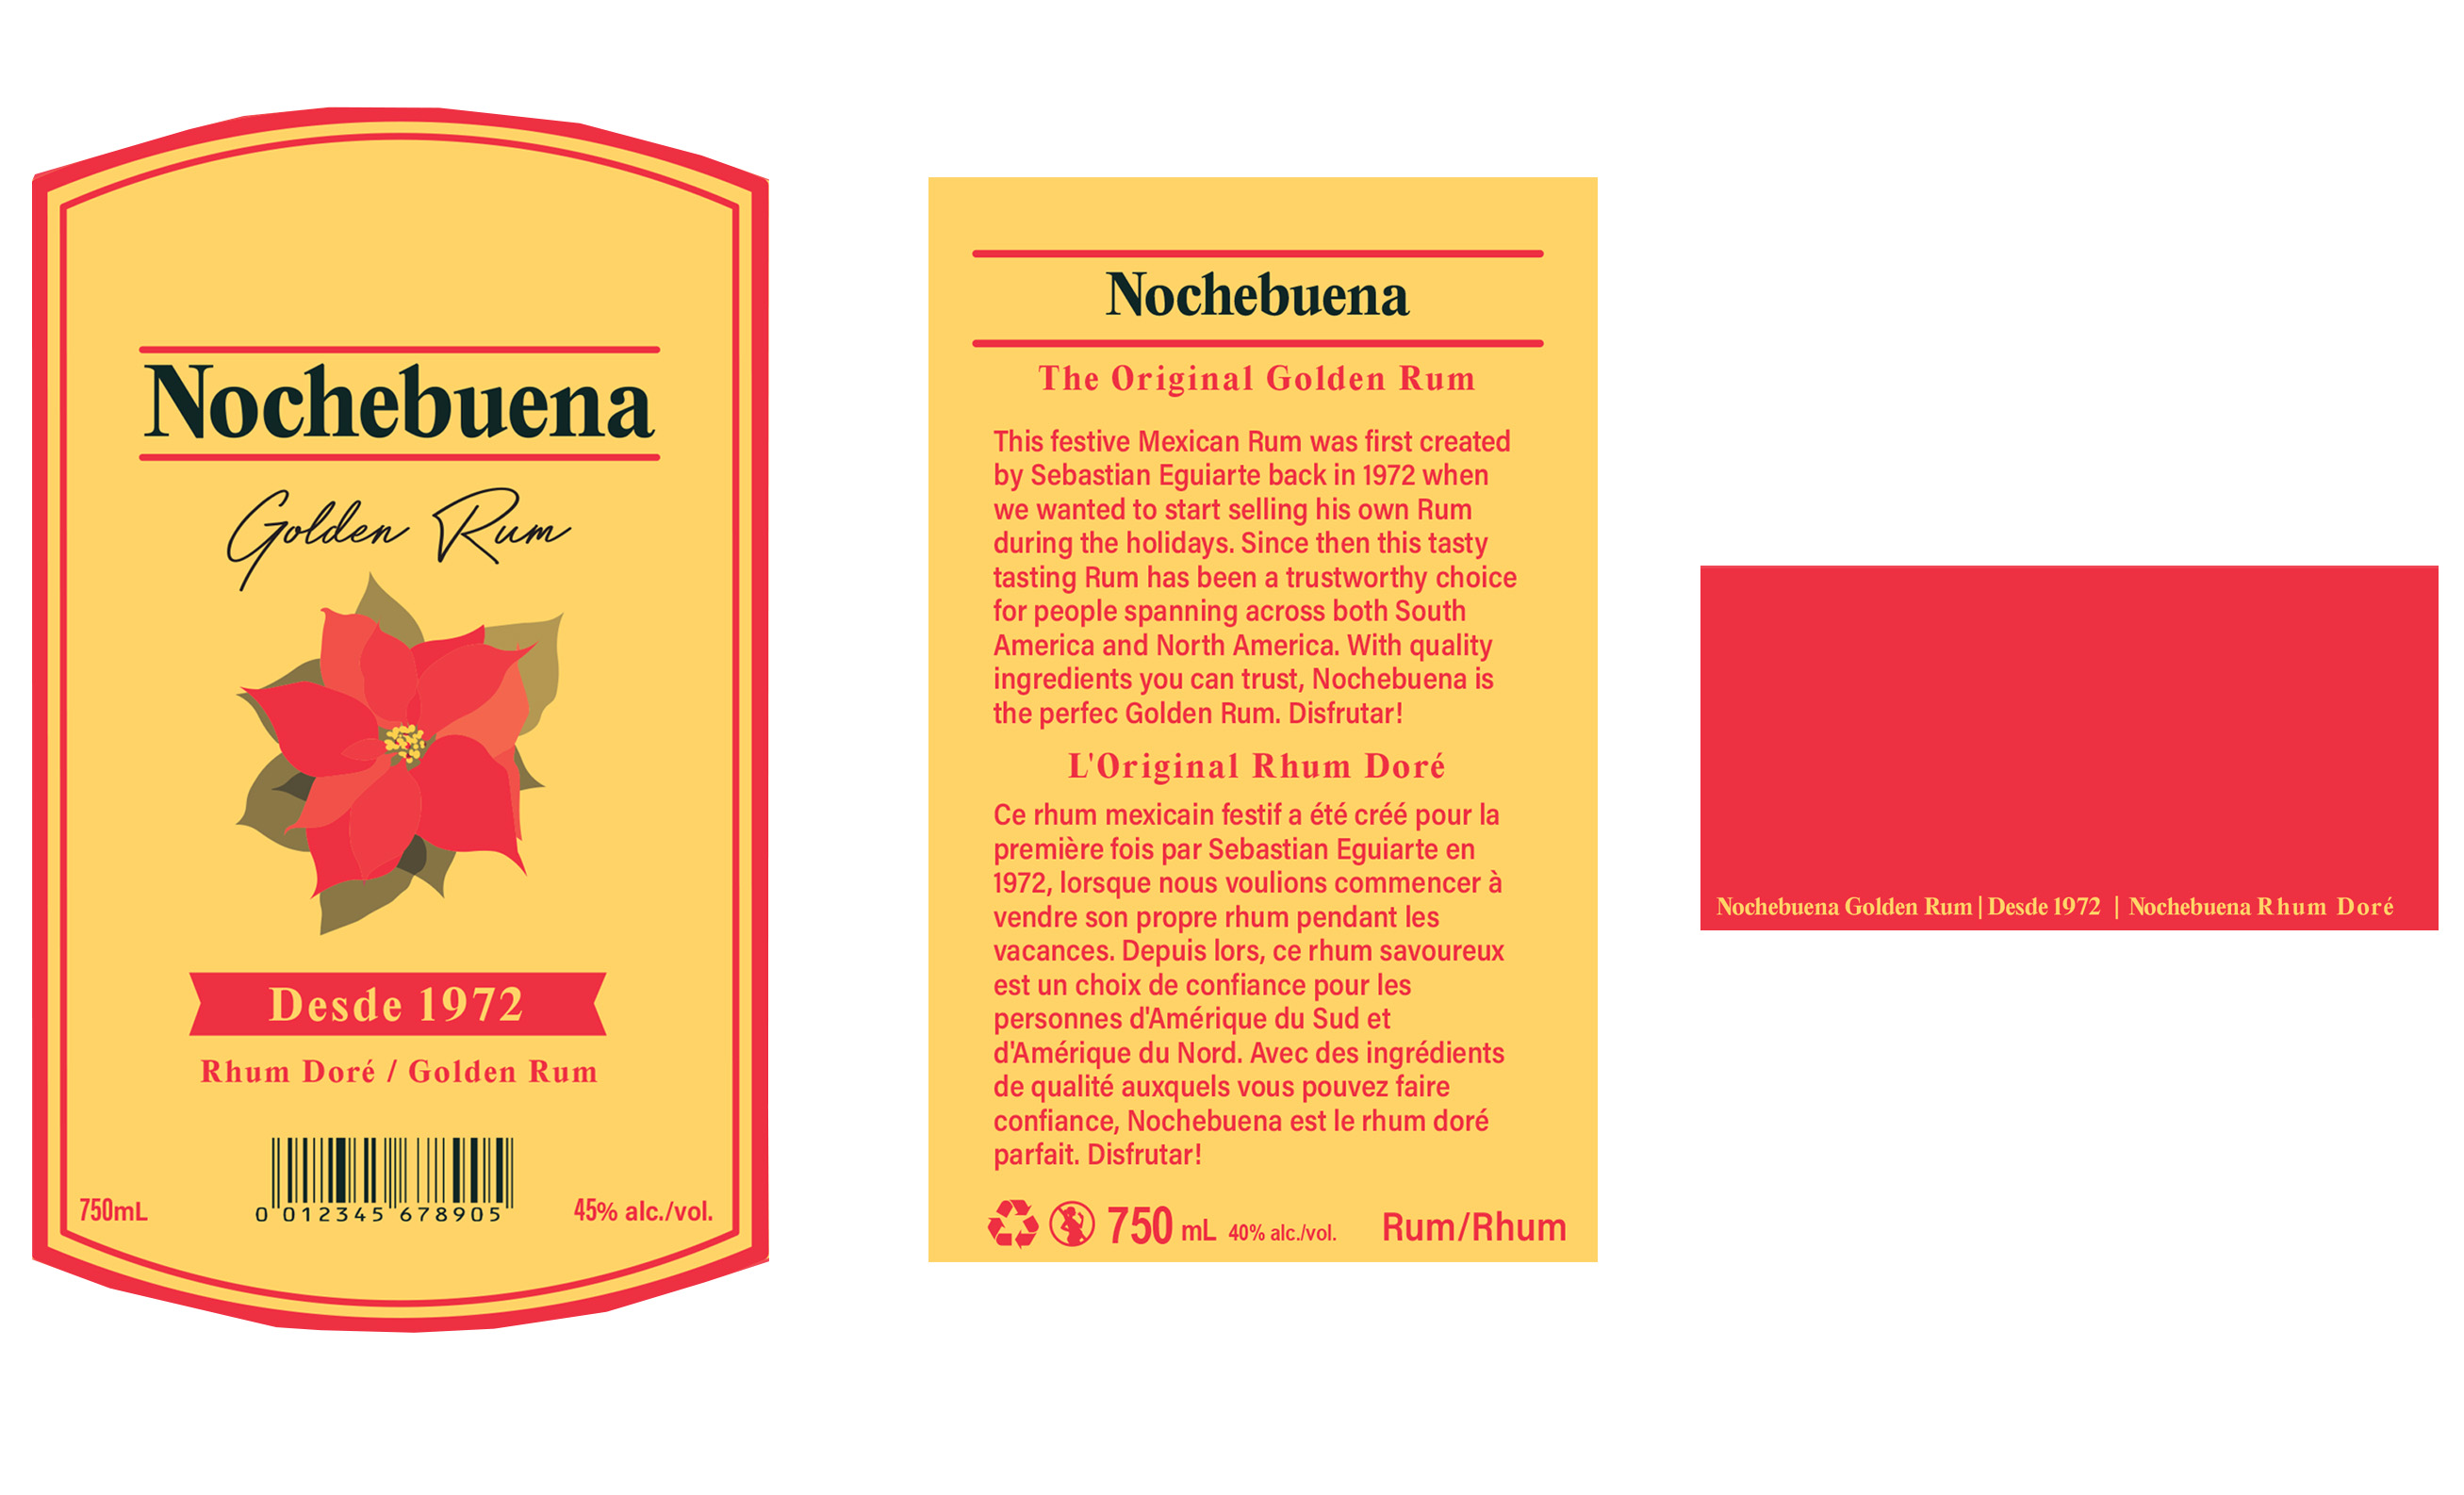 Nochebuena
Golden Rum
Desde 1972
Rhum Doré / Golden Rum
750mL
0 012345 678905
45% alc./vol.
Nochebuena
The Original Golden Rum
This festive Mexican Rum was first created
by Sebastian Eguiarte back in 1972 when
we wanted to start selling his own Rum
during the holidays. Since then this tasty
tasting Rum has been a trustworthy choice
for people spanning across both South
America and North America. With quality
ingredients you can trust, Nochebuena is
the perfec Golden Rum. Disfrutar!
L'Original Rhum Doré
Ce rhum mexicain festif a été créé pour la
première fois par Sebastian Eguiarte en
1972, lorsque nous voulions commencer à
vendre son propre rhum pendant les
vacances. Depuis lors, ce rhum savoureux
est un choix de confiance pour les
personnes d'Amérique du Sud et
d'Amérique du Nord. Avec des ingrédients
de qualité auxquels vous pouvez faire
confiance, Nochebuena est le rhum doré
parfait. Disfrutar!
750 mL 40% alc./vol. Rum/Rhum
Nochebuena Golden Rum | Desde 1972 | Nochebuena Rhum Doré